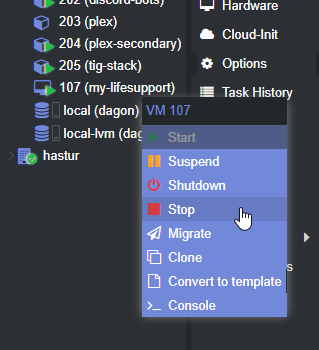 202 (discord-bots)
203 (plex)
204 (plex-secondary)
205 (tig-stack)
107 (my-lifesupport)
local (dagon)
local-lvm (dag
hastur
Hardware
Cloud-Init
Options
Task History
VM 107
Start
Suspend
Shutdown
Stop
Migrate
Clone
Convert to template
Console